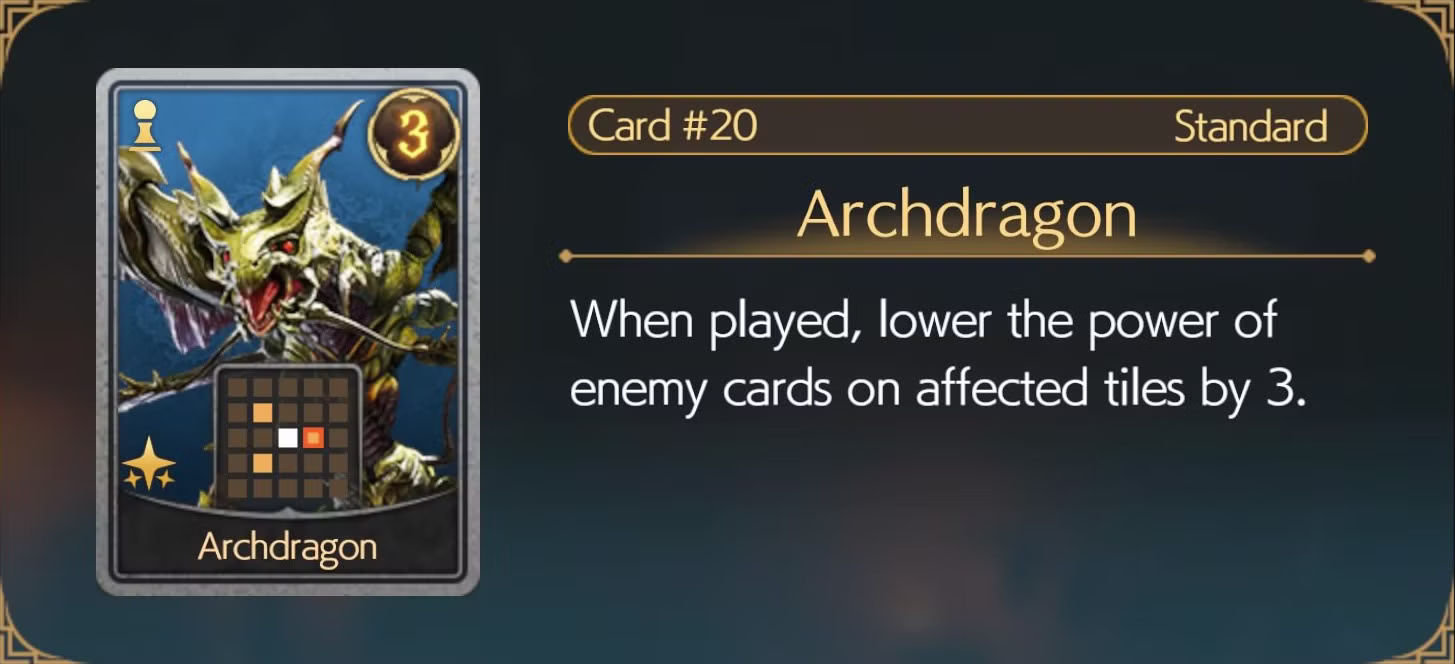 3
Archdragon
Card #20 Standard
Archdragon
When played, lower the power of
enemy cards on affected tiles by 3.